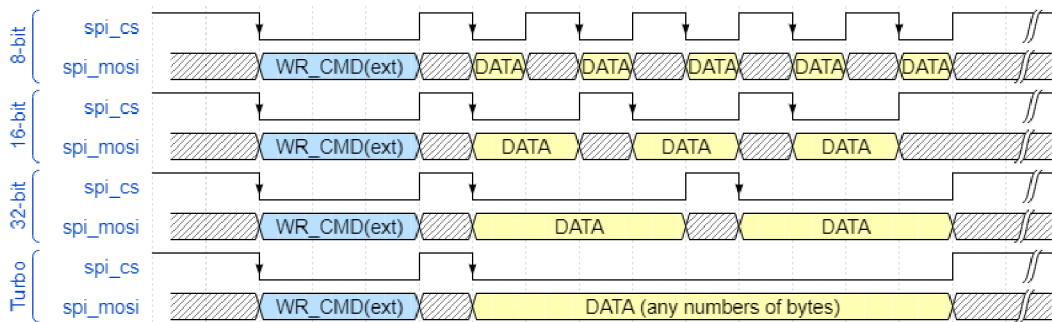 8-bit
spi_cs
spi_mosi WR_CMD(ext) DATA DATA DATA DATA DATA
16-bit
spi_cs
spi_mosi WR_CMD(ext) DATA DATA DATA
32-bit
spi_cs
spi_mosi WR_CMD(ext) DATA DATA
Turbo
spi_cs
spi_mosi WR_CMD(ext) DATA (any numbers of bytes)